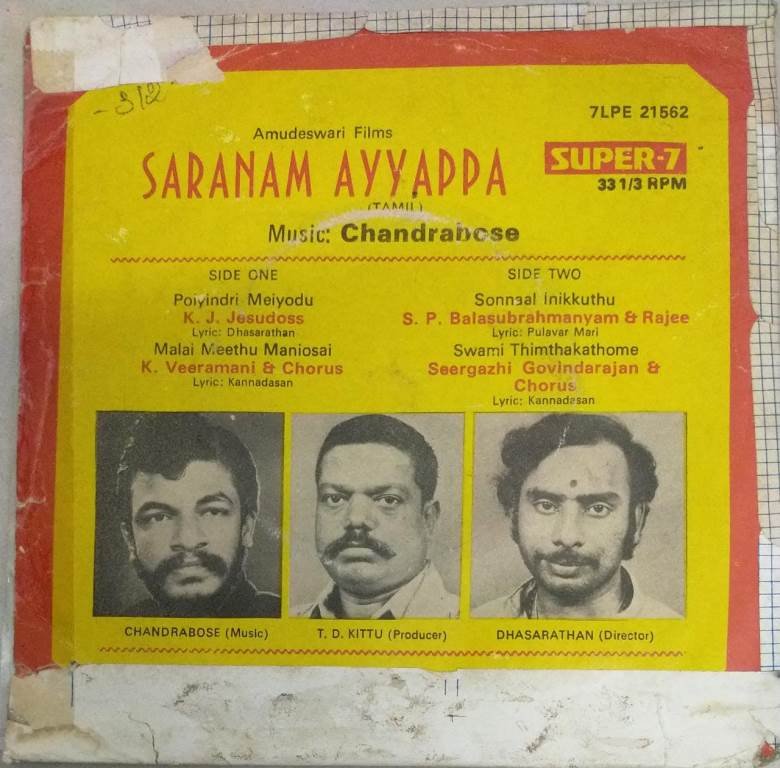 - 312
7LPE 21562
Amudeswari Films
SARANAM AYYAPPA
SUPER-7
33 1/3 RPM
(TAMIL)
Music: Chandrabose
SIDE ONE
Poiyindri Meiyodu
K. J. Jesudoss
Lyric: Dhasarathan
Malai Meethu Maniosai
K. Veeramani & Chorus
Lyric: Kannadasan
SIDE TWO
Sonnaal Inikkuthu
S. P. Balasubrahmanyam & Rajee
Lyric: Pulavar Mari
Swami Thimthakathome
Seergazhi Govindarajan &
Chorus
Lyric: Kannadasan
CHANDRABOSE (Music)
T. D. KITTU (Producer)
DHASARATHAN (Director)